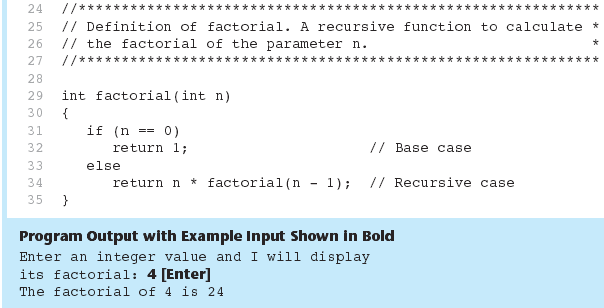 24 //*************************************************************
25 // Definition of factorial. A recursive function to calculate *
26 // the factorial of the parameter n. *
27 //*************************************************************
28
29 int factorial(int n)
30 {
31 if (n == 0)
32 return 1; // Base case
33 else
34 return n * factorial(n - 1); // Recursive case
35 }
Program Output with Example Input Shown in Bold
Enter an integer value and I will display
its factorial: 4 [Enter]
The factorial of 4 is 24